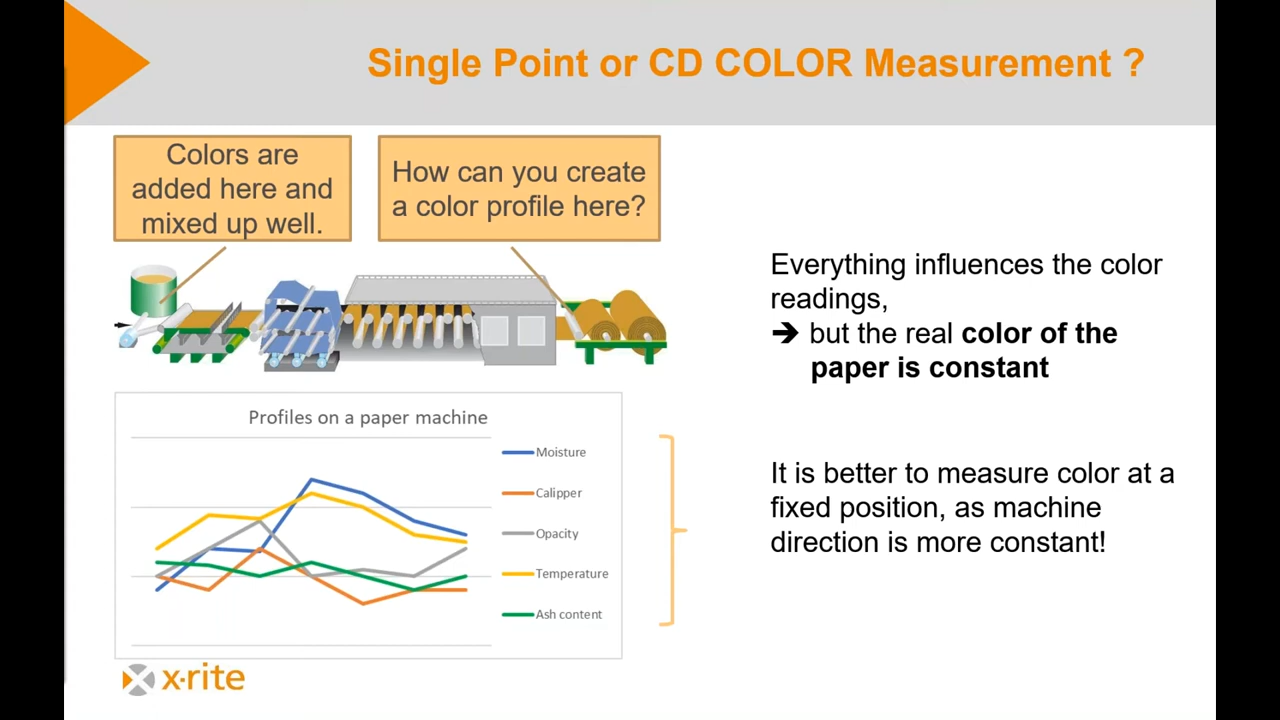 Single Point or CD COLOR Measurement ?
Colors are
added here and
mixed up well.
How can you create
a color profile here?
Everything influences the color
readings,
➔ but the real color of the
paper is constant
Profiles on a paper machine
Moisture
Calipper
Opacity
Temperature
Ash content
It is better to measure color at a
fixed position, as machine
direction is more constant!
x·rite